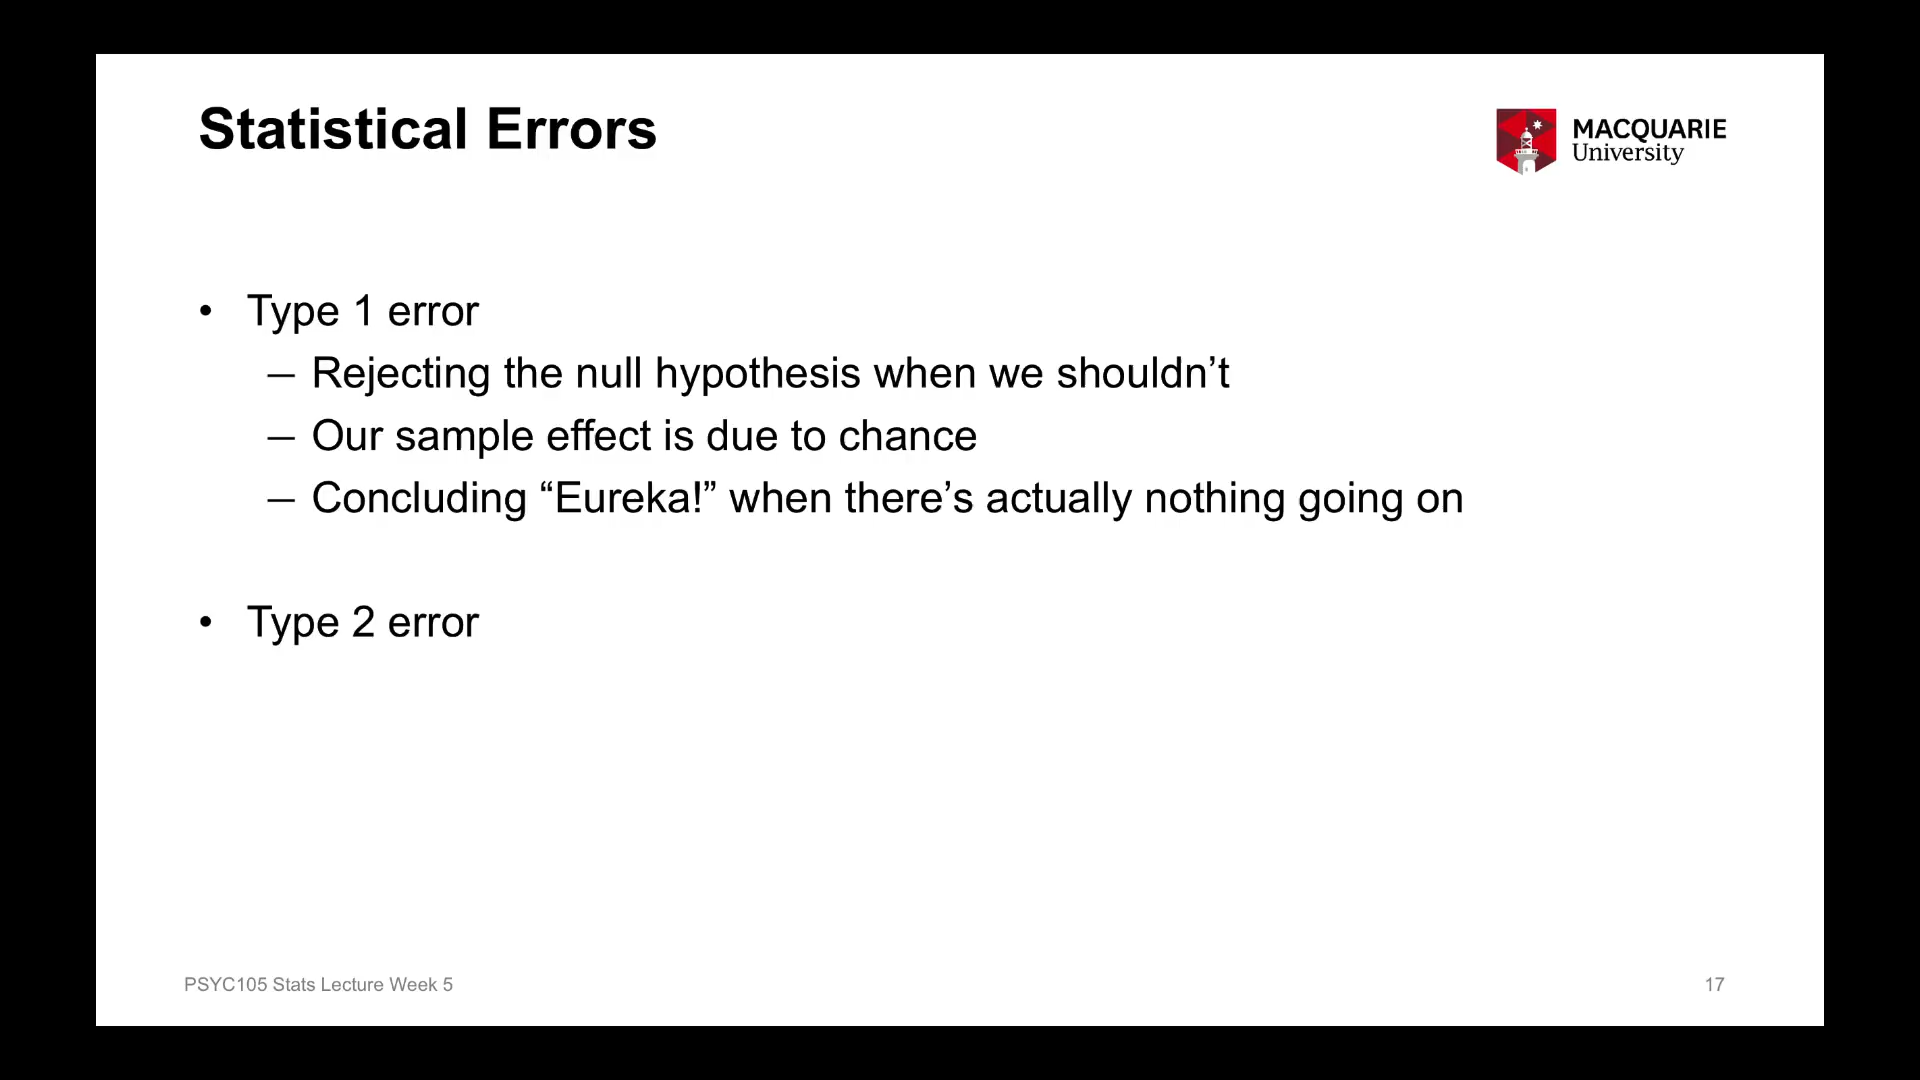 Statistical Errors
MACQUARIE
University
• Type 1 error
– Rejecting the null hypothesis when we shouldn’t
– Our sample effect is due to chance
– Concluding “Eureka!” when there’s actually nothing going on
• Type 2 error
PSYC105 Stats Lecture Week 5
17